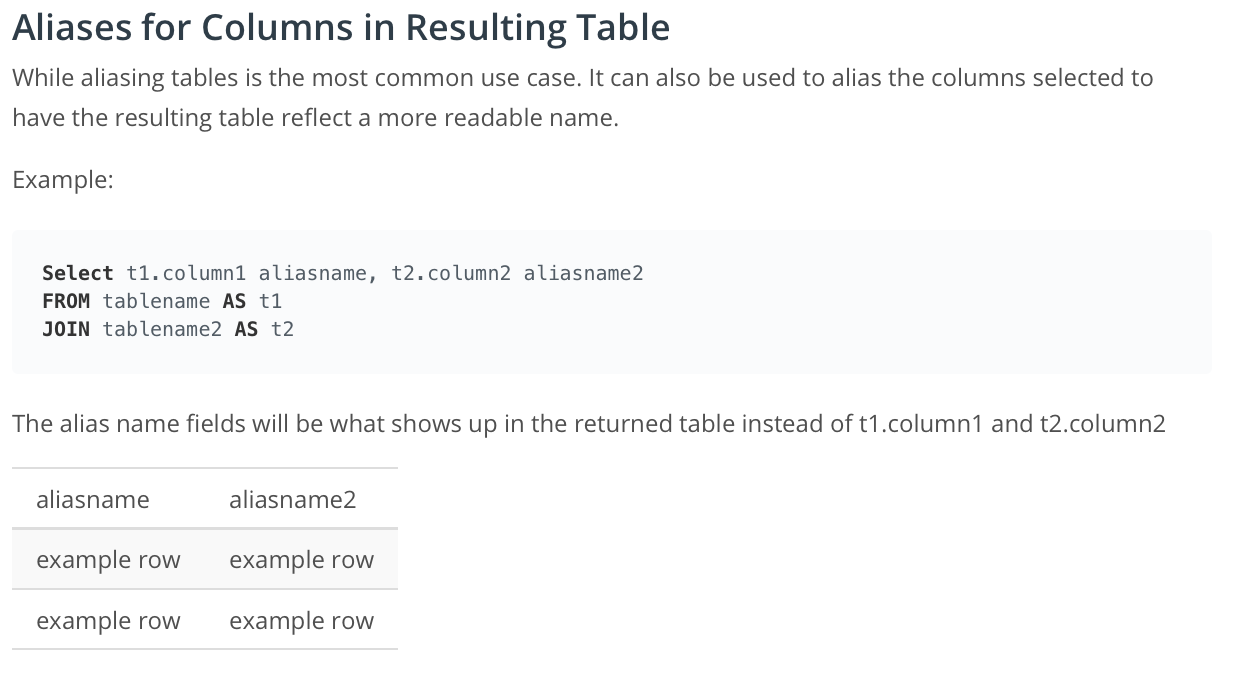 Aliases for Columns in Resulting Table
While aliasing tables is the most common use case. It can also be used to alias the columns selected to
have the resulting table reflect a more readable name.
Example:
Select t1.column1 aliasname, t2.column2 aliasname2
FROM tablename AS t1
JOIN tablename2 AS t2
The alias name fields will be what shows up in the returned table instead of t1.column1 and t2.column2
aliasname aliasname2
example row example row
example row example row